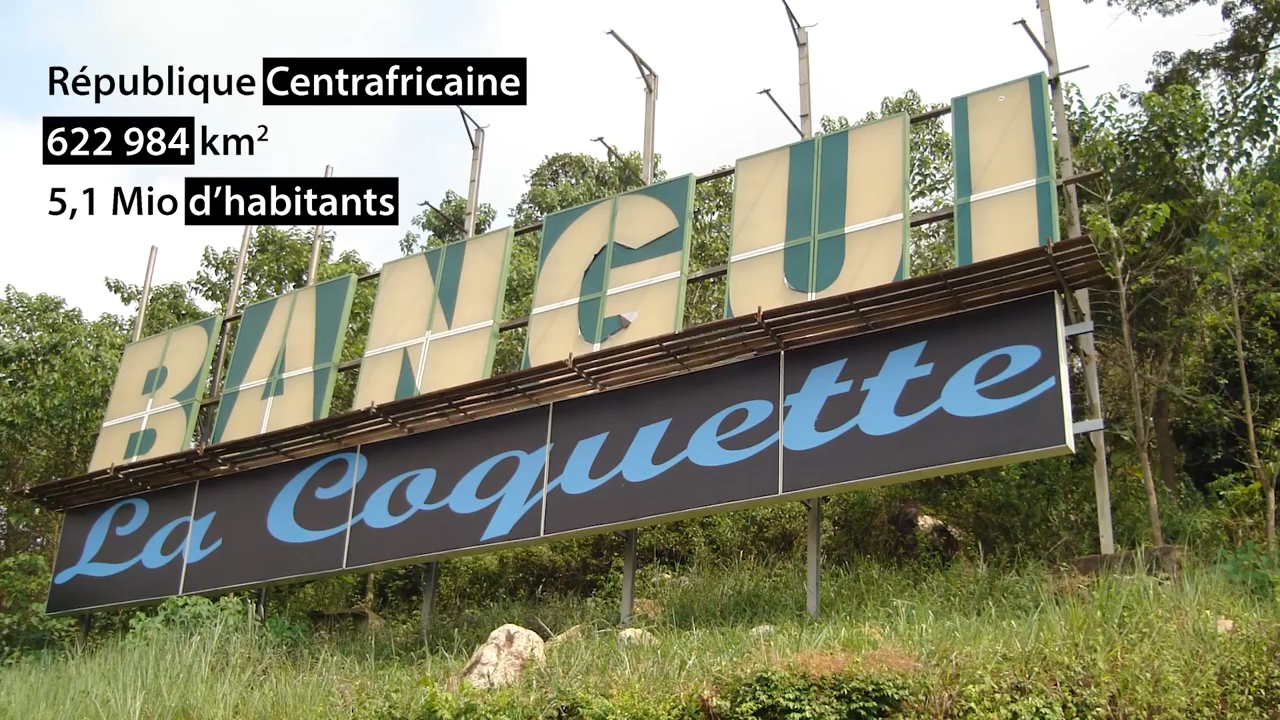 République Centrafricaine
622 984 km²
5,1 Mio d’habitants
BANGUI
La Coquette